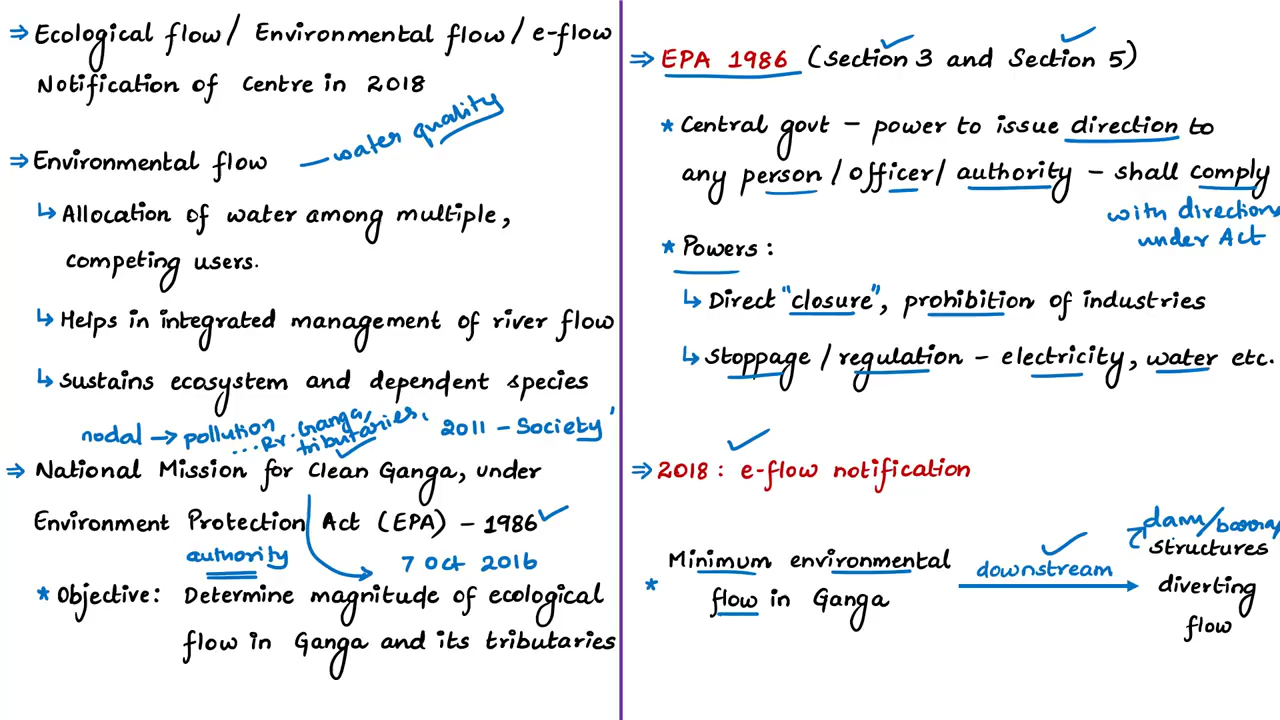 ⇒ Ecological flow / Environmental flow / e-flow
Notification of Centre in 2018
⇒ Environmental flow — water quality
↳ Allocation of water among multiple,
competing users.
↳ Helps in integrated management of river flow
↳ Sustains ecosystem and dependent species
nodal → pollution
... Rr. Ganga,
tributaries.
2011 - Society
⇒ National Mission for Clean Ganga, under
Environment Protection Act (EPA) - 1986
authority
7 Oct 2016
* Objective: Determine magnitude of ecological
flow in Ganga and its tributaries
⇒ EPA 1986 (Section 3 and Section 5)
* Central govt - power to issue direction to
any person / officer / authority - shall comply
with directions
under Act
* Powers:
↳ Direct "closure", prohibition of industries
↳ Stoppage / regulation - electricity, water etc.
⇒ 2018: e-flow notification
* Minimum environmental
flow in Ganga
downstream
dam/
structures
diverting
flow